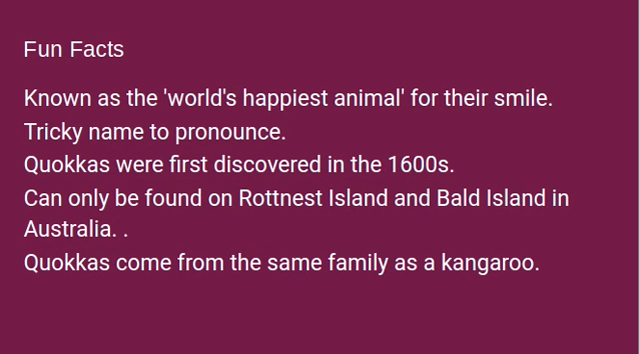 Fun Facts
Known as the 'world's happiest animal' for their smile.
Tricky name to pronounce.
Quokkas were first discovered in the 1600s.
Can only be found on Rottnest Island and Bald Island in
Australia. .
Quokkas come from the same family as a kangaroo.